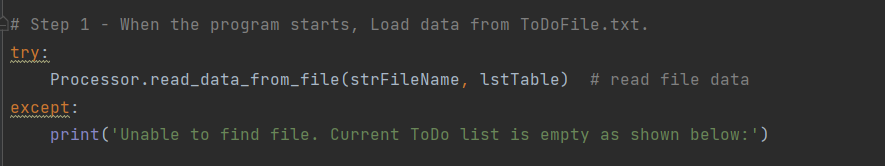 # Step 1 - When the program starts, Load data from ToDoFile.txt.
try:
    Processor.read_data_from_file(strFileName, lstTable)  # read file data
except:
    print('Unable to find file. Current ToDo list is empty as shown below:')